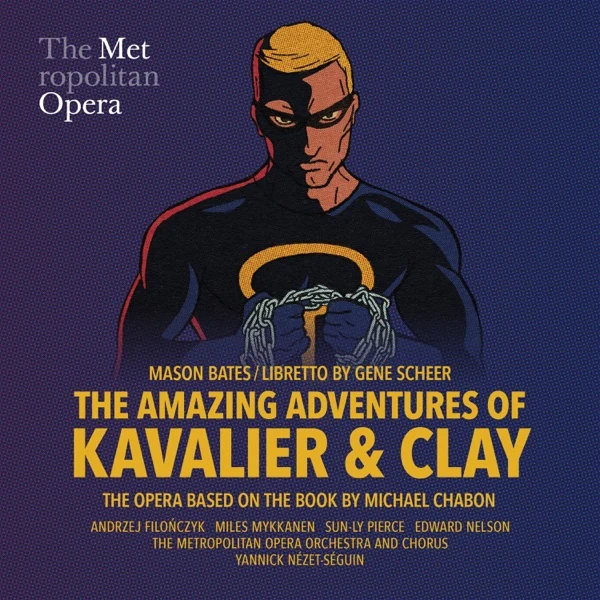 The Met
ropolitan
Opera
MASON BATES / LIBRETTO BY GENE SCHEER
THE AMAZING ADVENTURES OF
KAVALIER & CLAY
THE OPERA BASED ON THE BOOK BY MICHAEL CHABON
ANDRZEJ FILOŃCZYK MILES MYKKANEN SUN-LY PIERCE EDWARD NELSON
THE METROPOLITAN OPERA ORCHESTRA AND CHORUS
YANNICK NÉZET-SÉGUIN